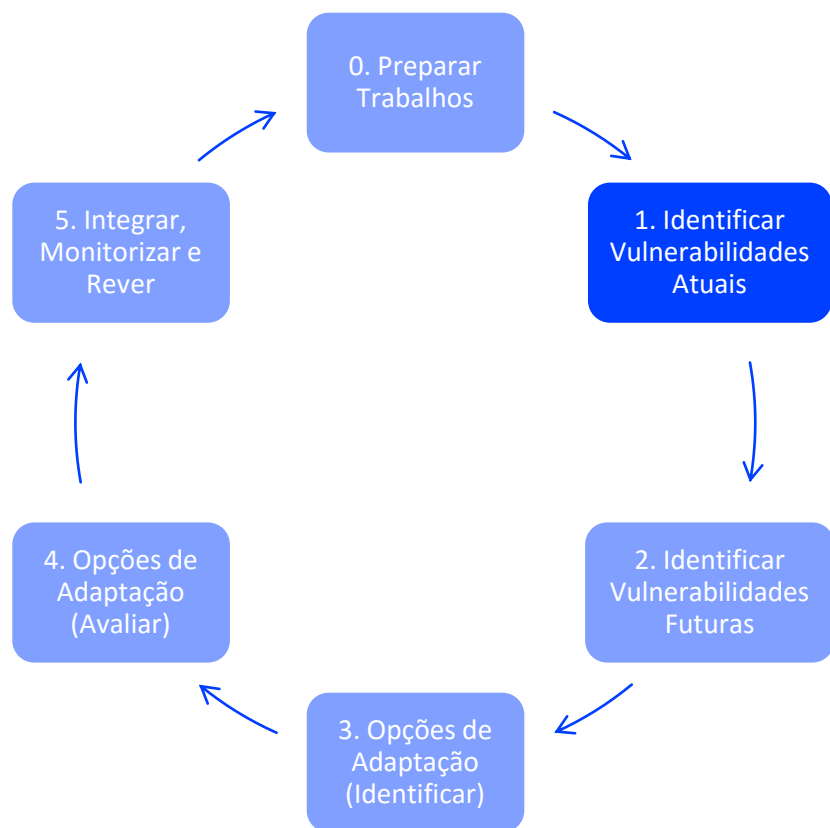 0. Preparar
Trabalhos
1. Identificar
Vulnerabilidades
Atuais
2. Identificar
Vulnerabilidades
Futuras
3. Opções de
Adaptação
(Identificar)
4. Opções de
Adaptação
(Avaliar)
5. Integrar,
Monitorizar e
Rever